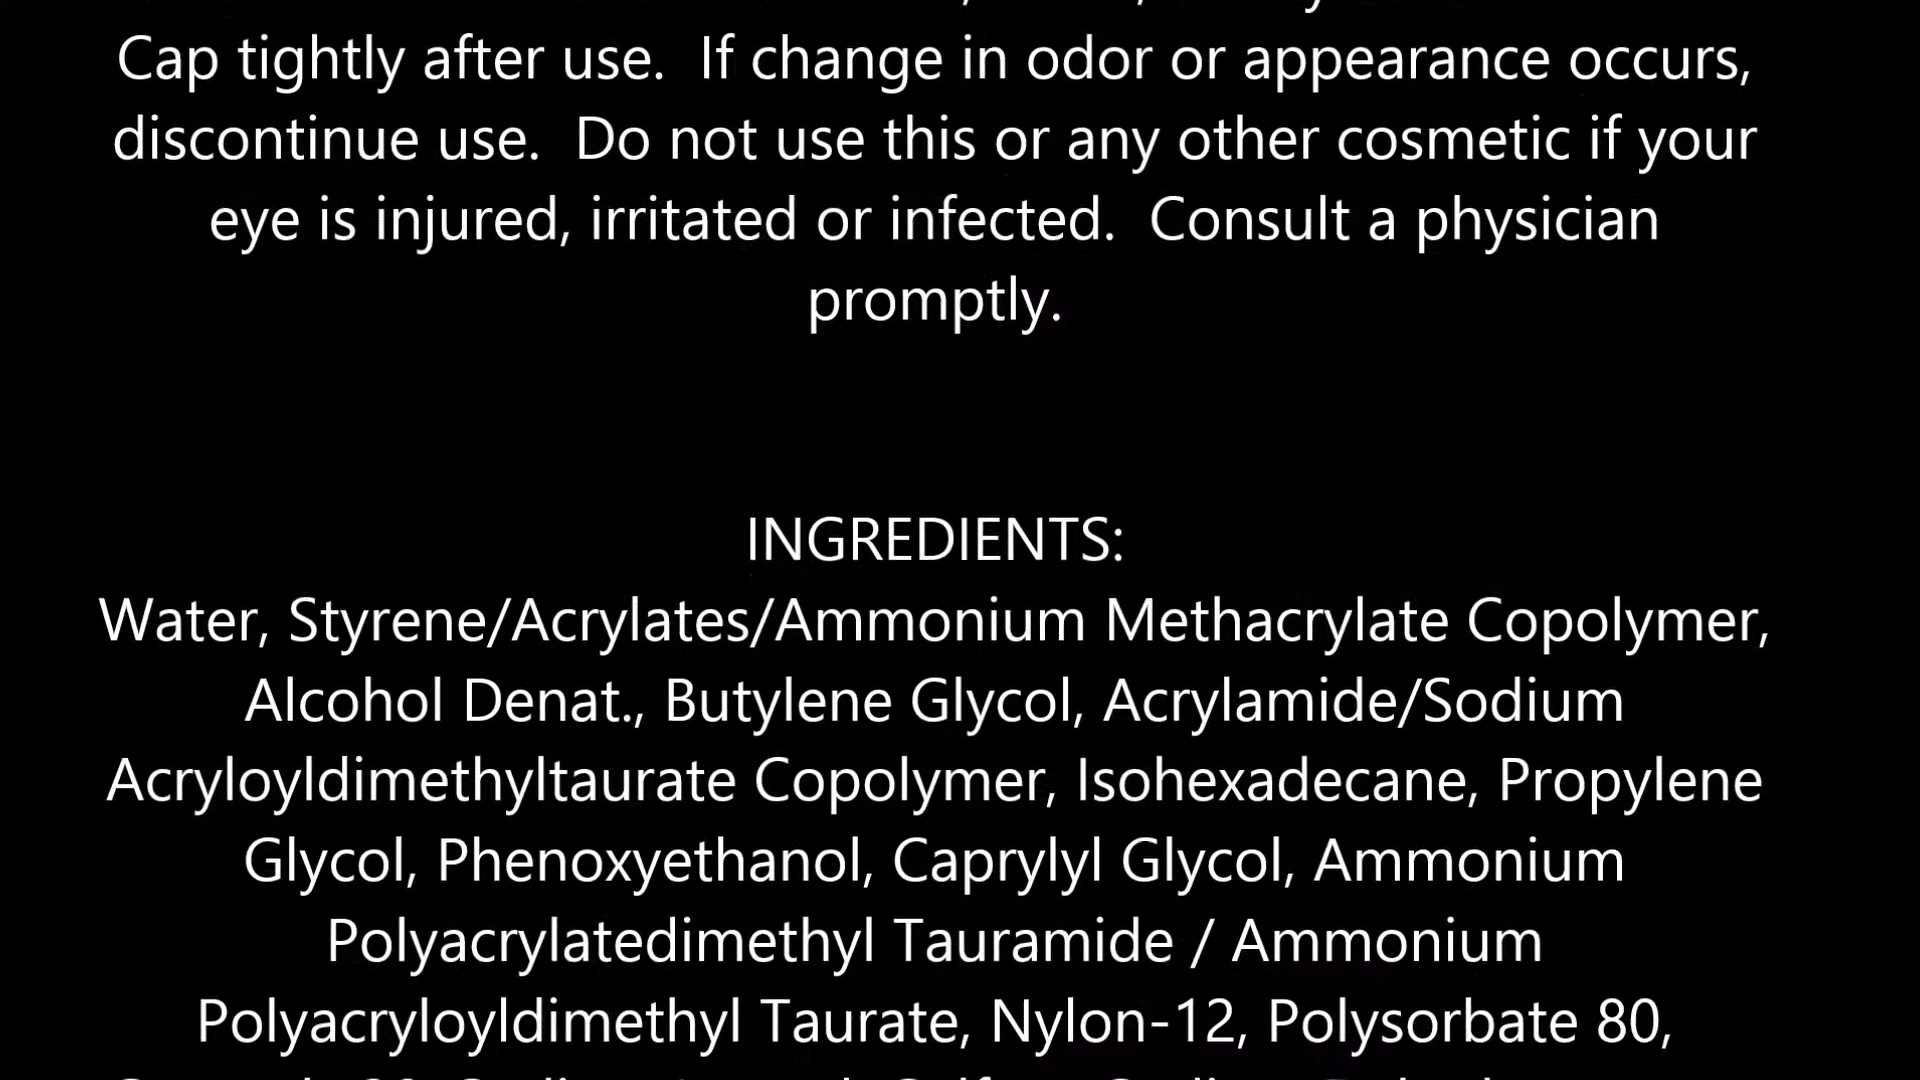 Cap tightly after use.  If change in odor or appearance occurs,
discontinue use.  Do not use this or any other cosmetic if your
eye is injured, irritated or infected.  Consult a physician
promptly.
INGREDIENTS:
Water, Styrene/Acrylates/Ammonium Methacrylate Copolymer,
Alcohol Denat., Butylene Glycol, Acrylamide/Sodium
Acryloyldimethyltaurate Copolymer, Isohexadecane, Propylene
Glycol, Phenoxyethanol, Caprylyl Glycol, Ammonium
Polyacrylatedimethyl Tauramide / Ammonium
Polyacryloyldimethyl Taurate, Nylon-12, Polysorbate 80,